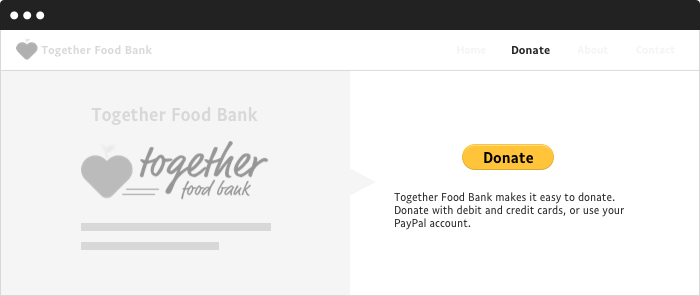 Together Food Bank
Home Donate About Contact
Together Food Bank
together
food bank
Donate
Together Food Bank makes it easy to donate.
Donate with debit and credit cards, or use your
PayPal account.